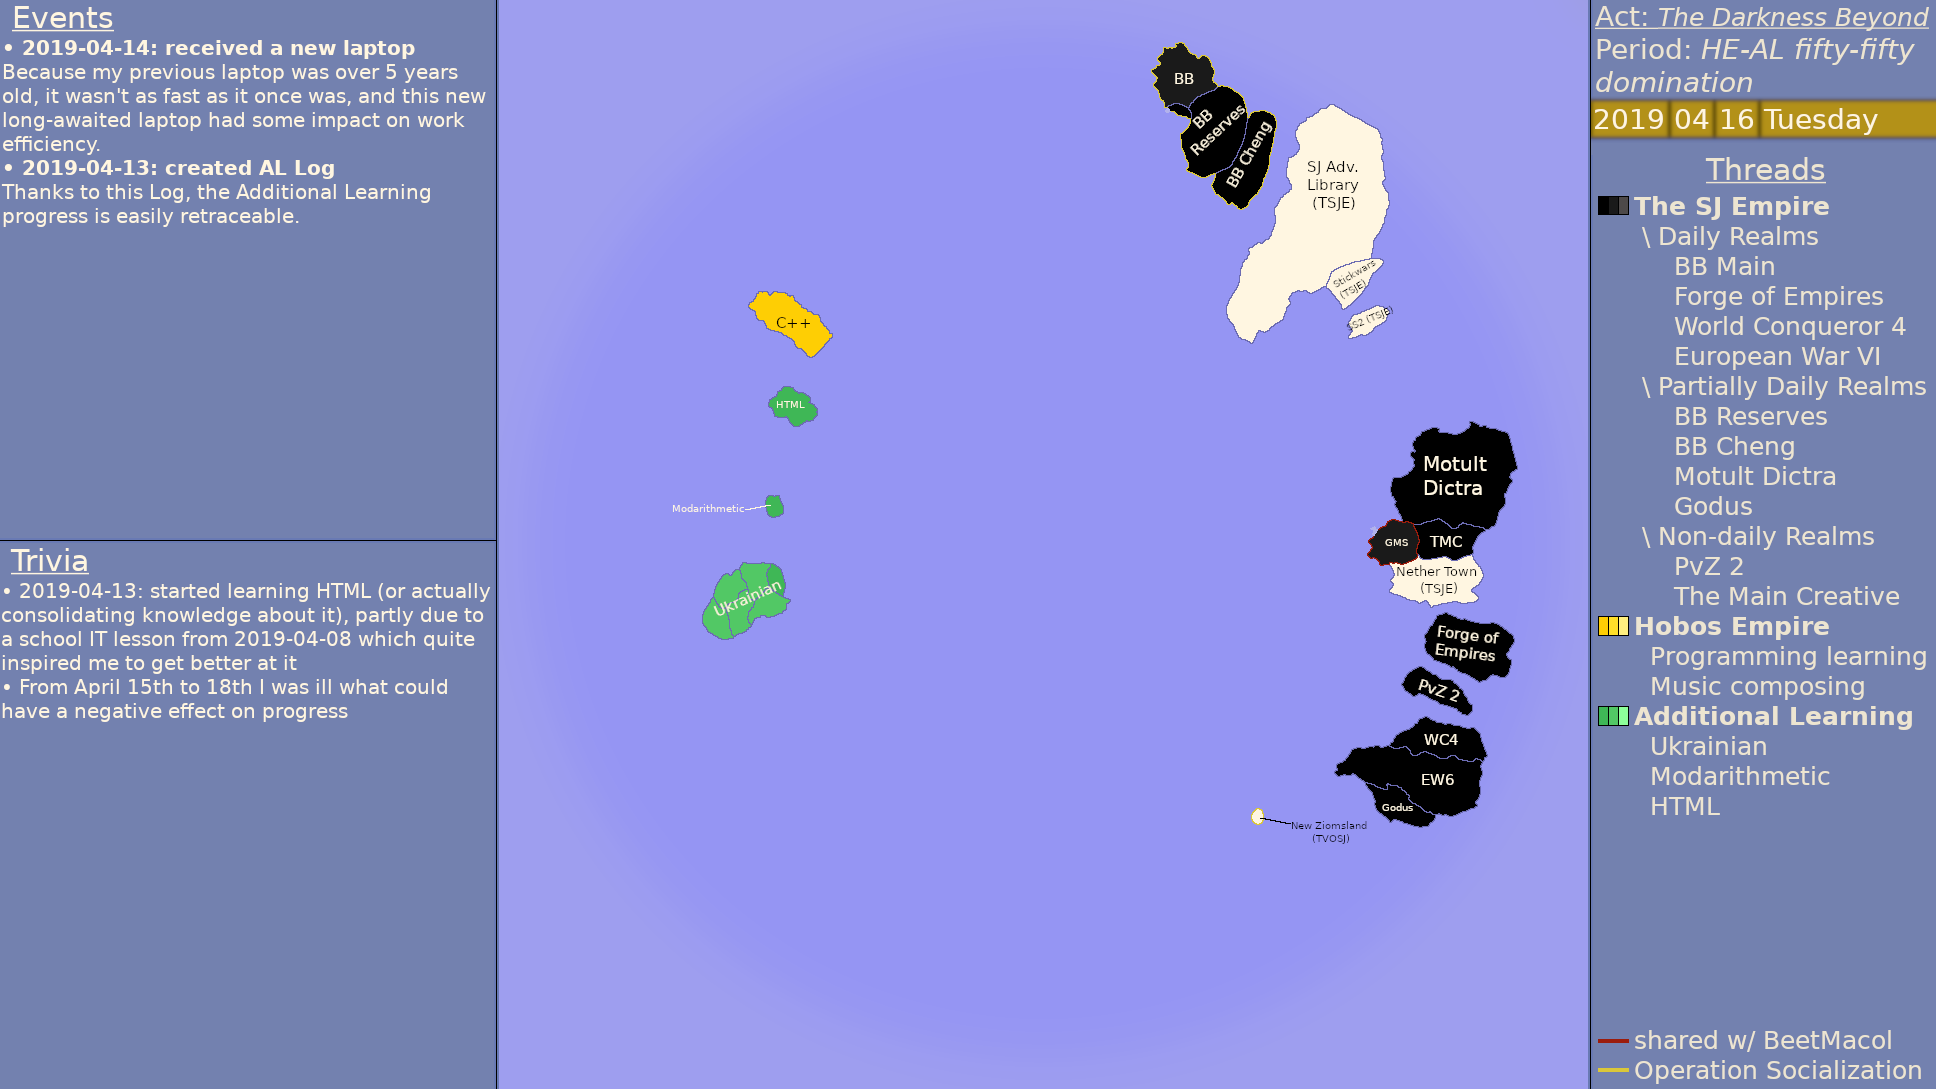 Events
• 2019-04-14: received a new laptop
Because my previous laptop was over 5 years
old, it wasn't as fast as it once was, and this new
long-awaited laptop had some impact on work
efficiency.
• 2019-04-13: created AL Log
Thanks to this Log, the Additional Learning
progress is easily retraceable.
Trivia
• 2019-04-13: started learning HTML (or actually
consolidating knowledge about it), partly due to
a school IT lesson from 2019-04-08 which quite
inspired me to get better at it
• From April 15th to 18th I was ill what could
have a negative effect on progress
BB
BB
Reserves
BB Cheng
SJ Adv.
Library
(TSJE)
Stickwars
(TSJE)
SS2 (TSJE)
C++
HTML
Modarithmetic
Ukrainian
Motult
Dictra
GMS
TMC
Nether Town
(TSJE)
Forge of
Empires
PvZ 2
WC4
EW6
Godus
New Ziomsland
(TVOSJ)
Act: The Darkness Beyond
Period: HE-AL fifty-fifty
domination
2019 04 16 Tuesday
Threads
The SJ Empire
\ Daily Realms
BB Main
Forge of Empires
World Conqueror 4
European War VI
\ Partially Daily Realms
BB Reserves
BB Cheng
Motult Dictra
Godus
\ Non-daily Realms
PvZ 2
The Main Creative
Hobos Empire
Programming learning
Music composing
Additional Learning
Ukrainian
Modarithmetic
HTML
shared w/ BeetMacol
Operation Socialization